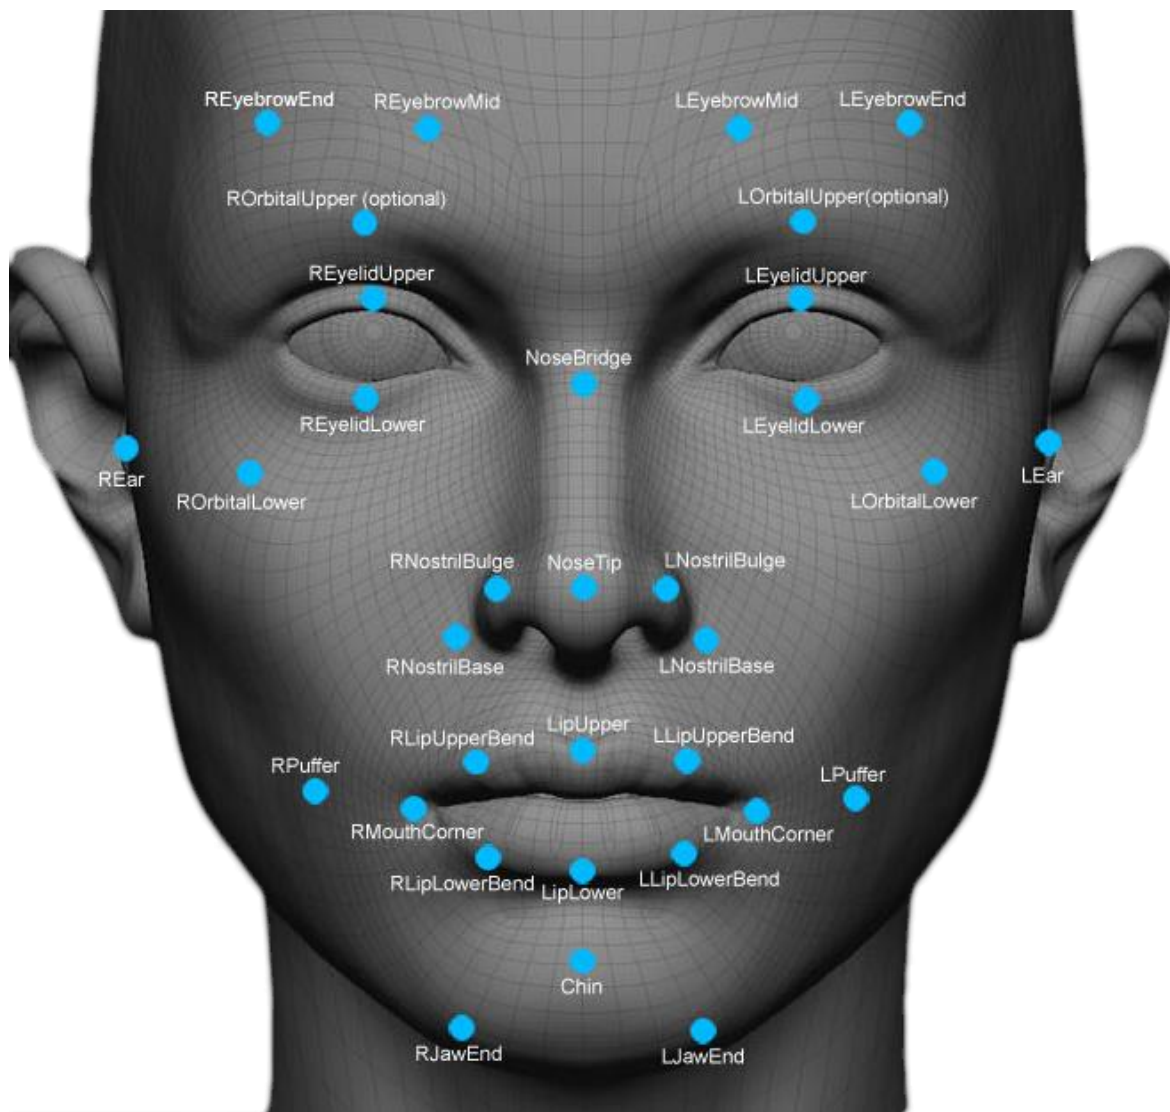 REyebrowEnd
REyebrowMid
LEyebrowMid
LEyebrowEnd
ROrbitalUpper (optional)
LOrbitalUpper(optional)
REyelidUpper
LEyelidUpper
NoseBridge
REyelidLower
LEyelidLower
REar
ROrbitalLower
LOrbitalLower
LEar
RNostrilBulge
NoseTip
LNostrilBulge
RNostrilBase
LNostrilBase
RLipUpperBend
LipUpper
LLipUpperBend
RPuffer
LPuffer
RMouthCorner
LMouthCorner
RLipLowerBend
LipLower
LLipLowerBend
Chin
RJawEnd
LJawEnd